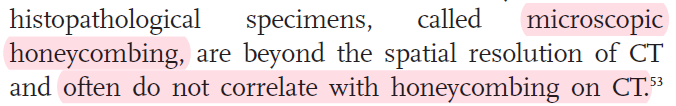 histopathological specimens, called microscopic
honeycombing, are beyond the spatial resolution of CT
and often do not correlate with honeycombing on CT.53